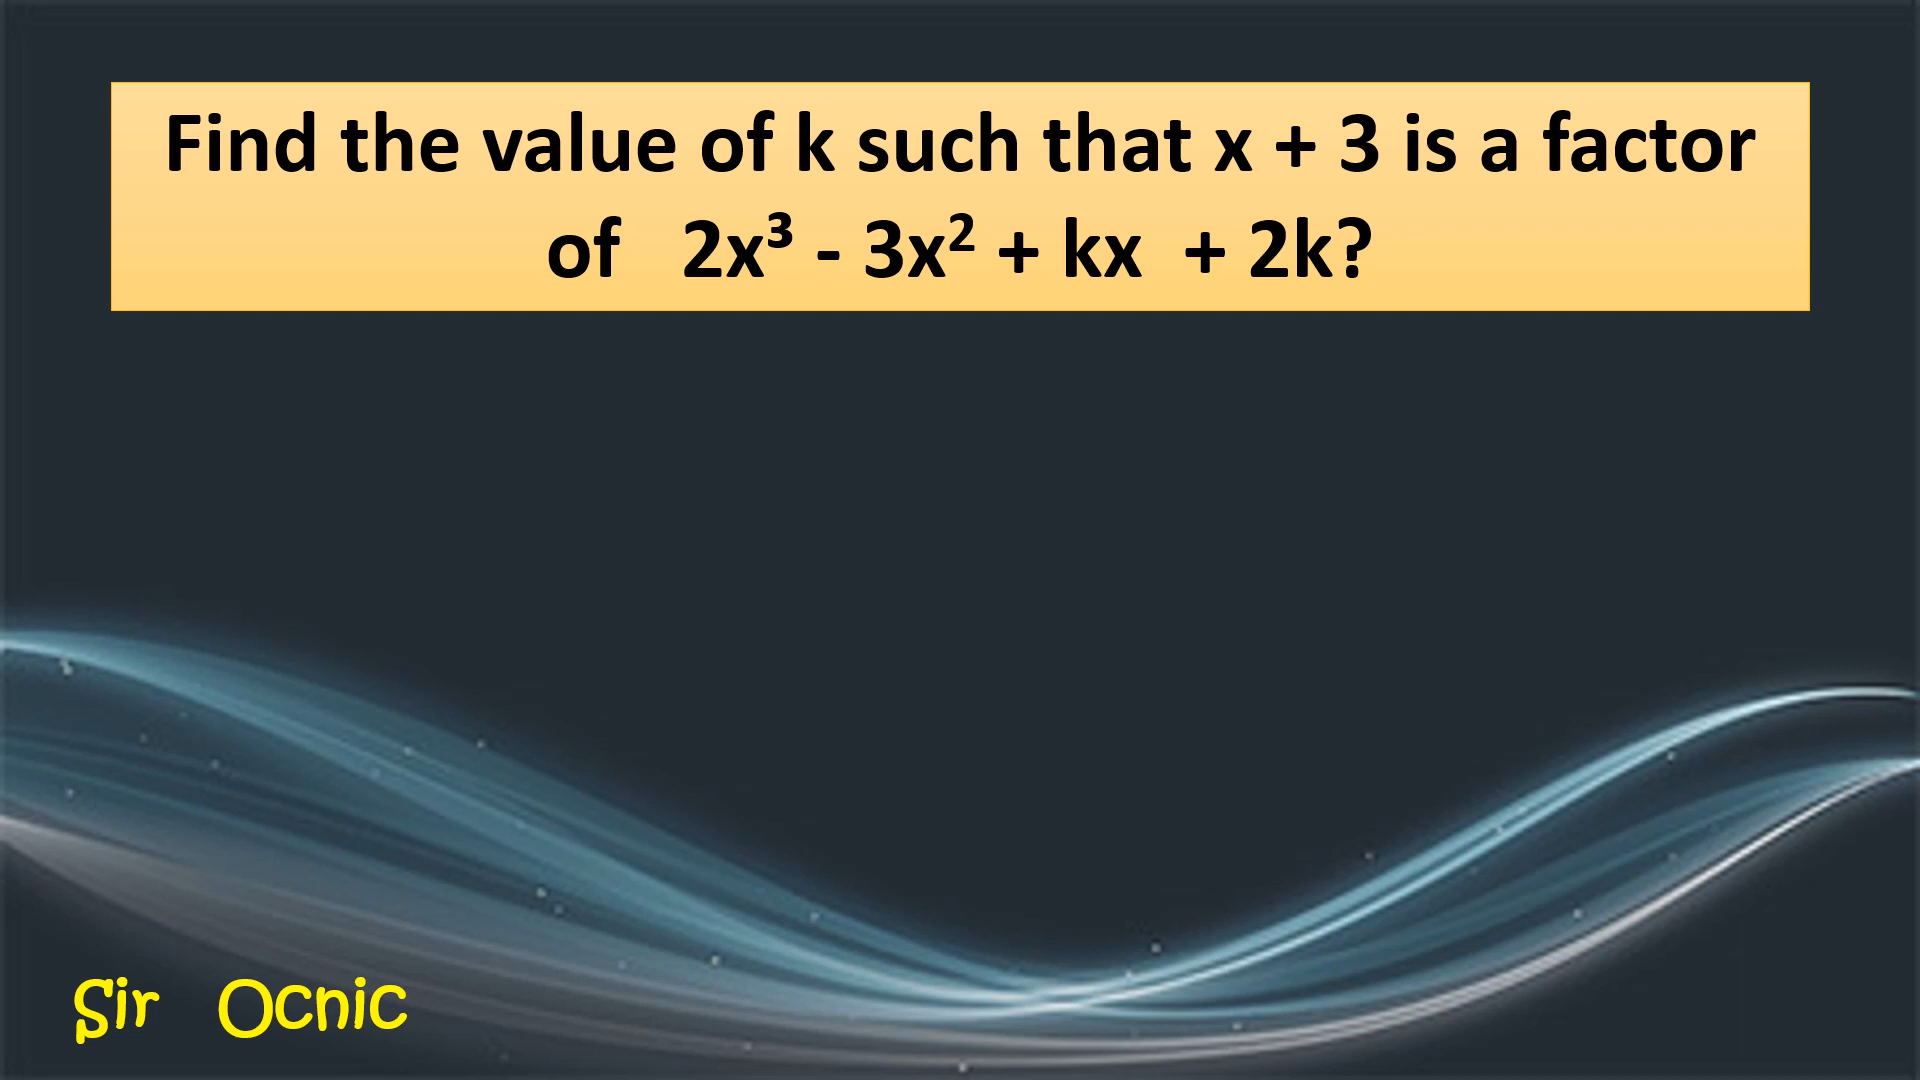 Find the value of k such that x + 3 is a factor
of 2x³ - 3x² + kx + 2k?
Sir Ocnic